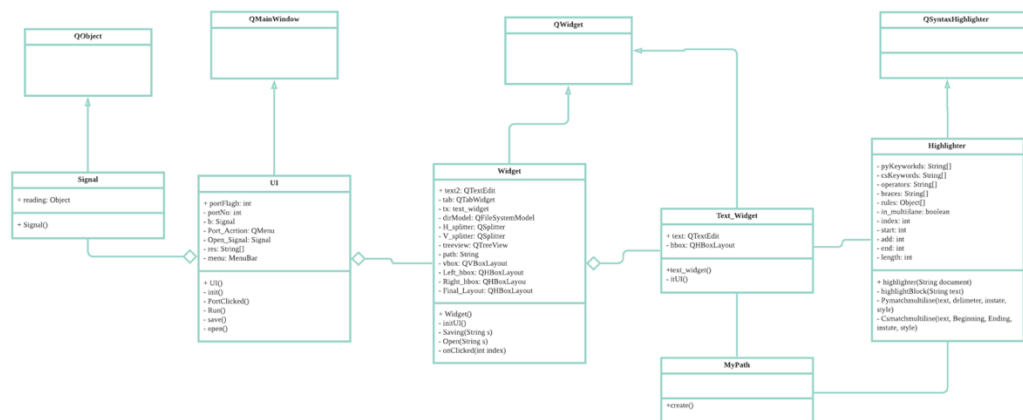 QObject
QMainWindow
QWidget
QSyntaxHighlighter
Signal
+ reading: Object
+ Signal()
UI
+ portFlagh: int
- portNo: int
- b: Signal
- Port_Acrtion: QMenu
- Open_Signal: Signal
- res: String[]
- menu: MenuBar
+ UI()
- init()
- PortClicked()
- Run()
- save()
- open()
Widget
+ text2: QTextEdit
- tab: QTabWidget
- tx: text_widget
- dirModel: QFileSystemModel
- H_splitter: QSplitter
- V_splitter: QSplitter
- treeview: QTreeView
- path: String
- vbox: QVBoxLayout
- Left_hbox: QHBoxLayout
- Right_hbox: QHBoxLayou
- Final_Layout: QHBoxLayout
+ Widget()
- initUI()
- Saving(String s)
- Open(String s)
- onClicked(int index)
Text_Widget
+ text: QTextEdit
- hbox: QHBoxLayout
+text_widget()
- itUI()
MyPath
+create()
Highlighter
- pyKeyworkds: String[]
- csKeywords: String[]
- operators: String[]
- braces: String[]
- rules: Object[]
- in_multilane: boolean
- index: int
- start: int
- add: int
- end: int
- length: int
+ highlighter(String document)
- highlightBlock(String text)
- Pymatchmultiline(text, delimeter, instate,
style)
- Csmatchmultiline(text, Beginning, Ending,
instate, style)